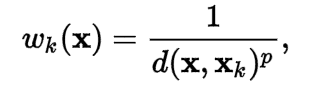 w_k(𝐱) = 1 / d(𝐱, 𝐱_k)^p ,